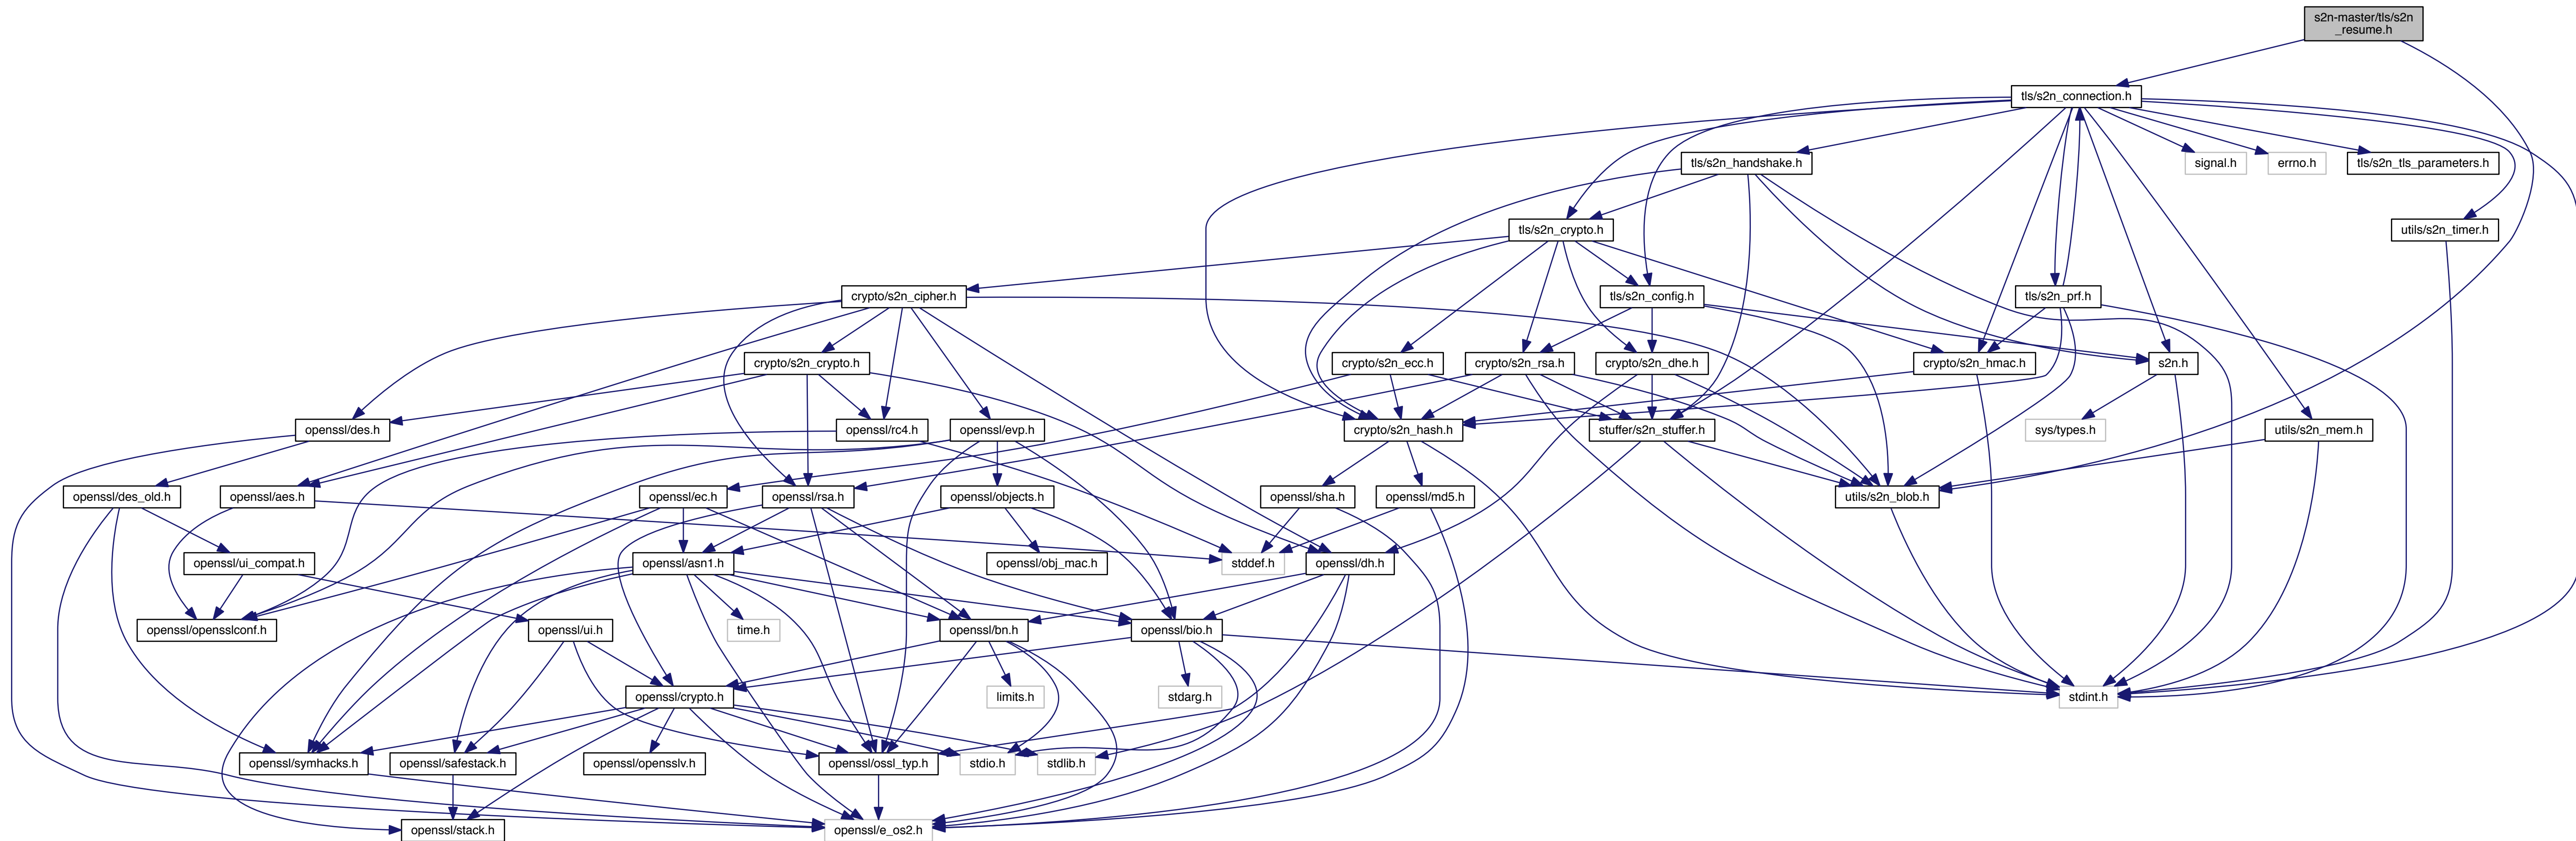 s2n-master/tls/s2n
_resume.h
tls/s2n_connection.h
tls/s2n_handshake.h
signal.h
errno.h
tls/s2n_tls_parameters.h
tls/s2n_crypto.h
utils/s2n_timer.h
crypto/s2n_cipher.h
tls/s2n_config.h
tls/s2n_prf.h
crypto/s2n_crypto.h
crypto/s2n_ecc.h
crypto/s2n_rsa.h
crypto/s2n_dhe.h
crypto/s2n_hmac.h
s2n.h
openssl/des.h
openssl/rc4.h
openssl/evp.h
crypto/s2n_hash.h
stuffer/s2n_stuffer.h
sys/types.h
utils/s2n_mem.h
openssl/des_old.h
openssl/aes.h
openssl/ec.h
openssl/rsa.h
openssl/objects.h
openssl/sha.h
openssl/md5.h
utils/s2n_blob.h
openssl/ui_compat.h
openssl/asn1.h
openssl/obj_mac.h
stddef.h
openssl/dh.h
openssl/opensslconf.h
openssl/ui.h
time.h
openssl/bn.h
openssl/bio.h
openssl/crypto.h
limits.h
stdarg.h
stdint.h
openssl/symhacks.h
openssl/safestack.h
openssl/opensslv.h
openssl/ossl_typ.h
stdio.h
stdlib.h
openssl/stack.h
openssl/e_os2.h